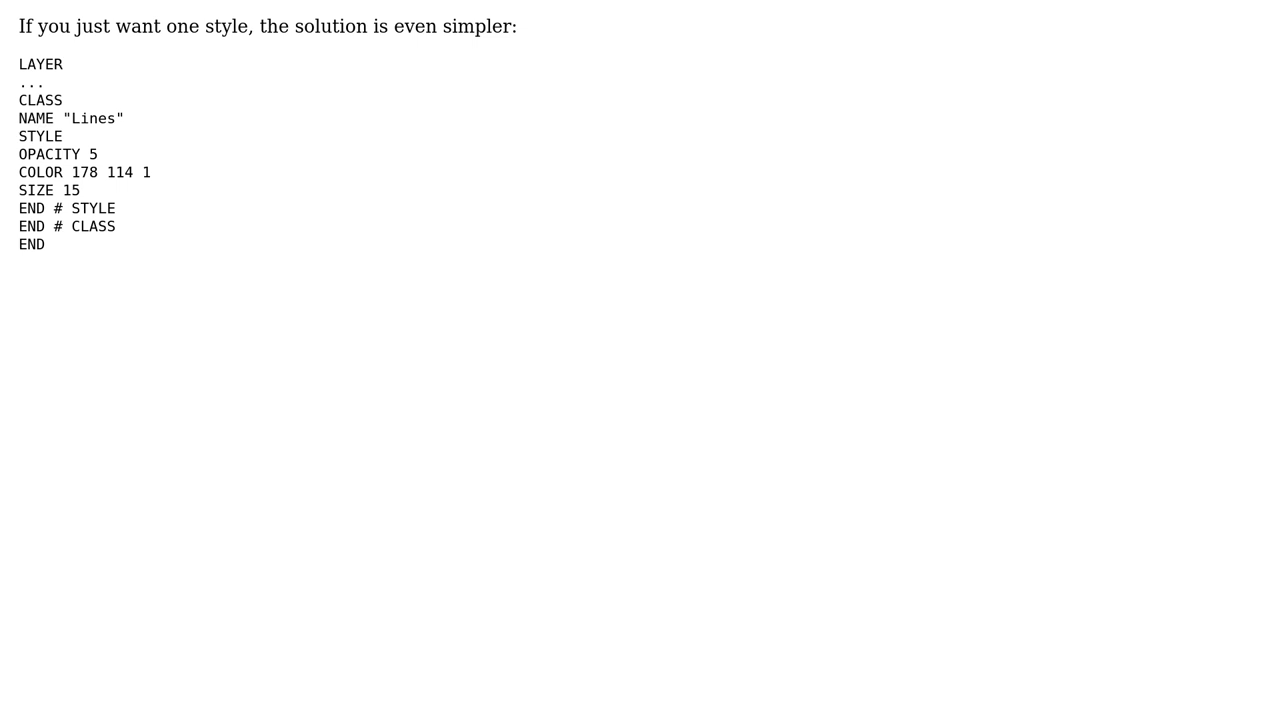 If you just want one style, the solution is even simpler:
LAYER
...
CLASS
NAME "Lines"
STYLE
OPACITY 5
COLOR 178 114 1
SIZE 15
END # STYLE
END # CLASS
END